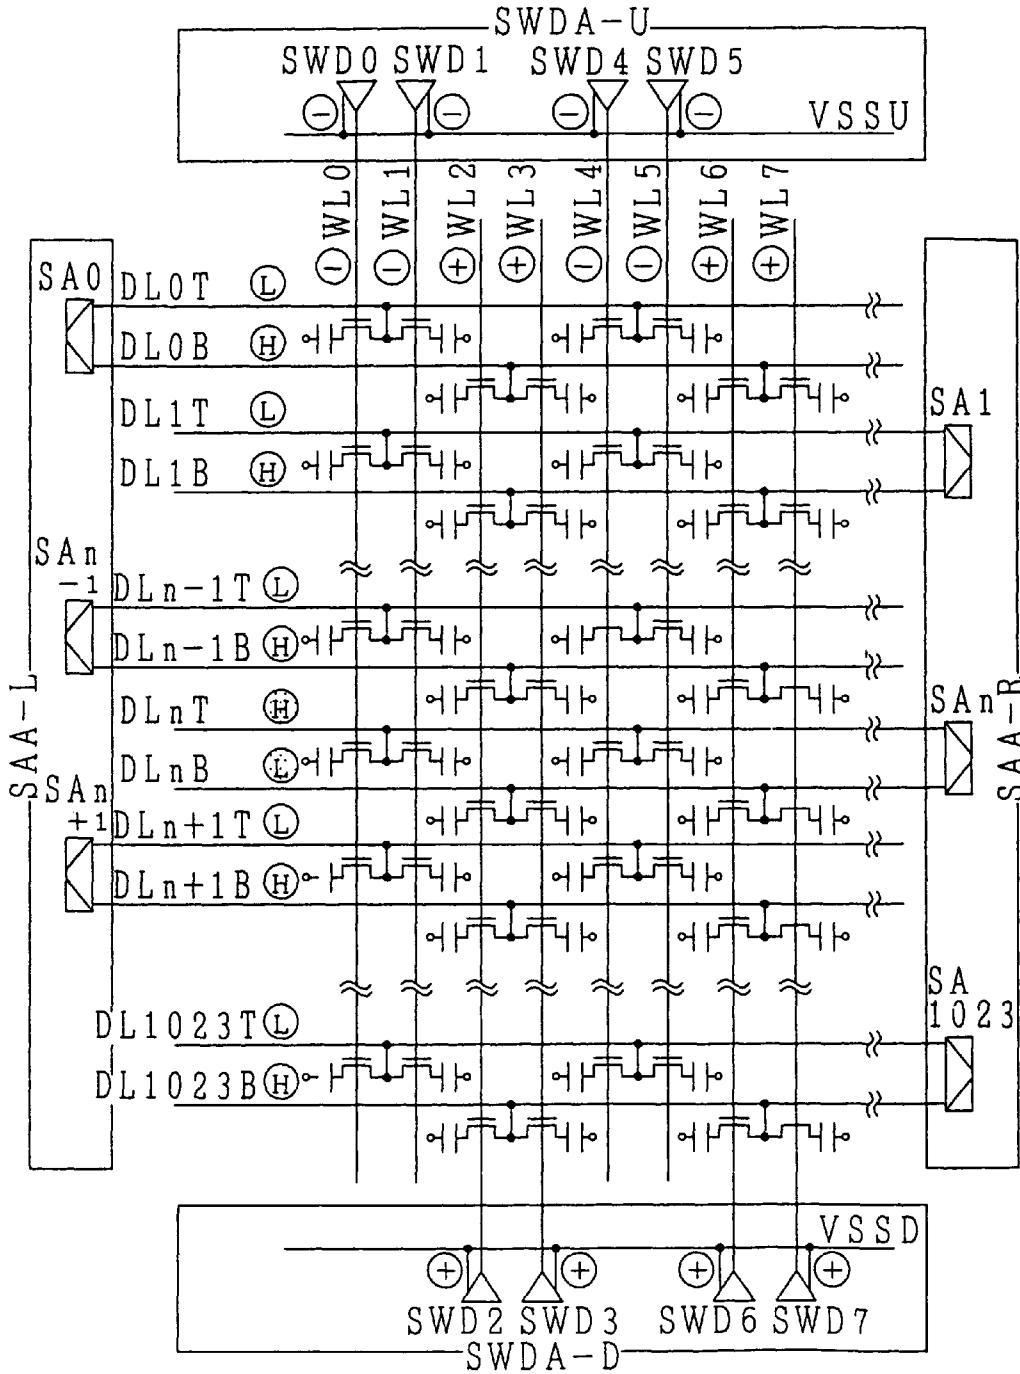 SWDA-U
SWD0 SWD1 SWD4 SWD5
− − − −
VSSU
WL0 WL1 WL2 WL3 WL4 WL5 WL6 WL7
− − + + − − + +
SA0
DL0T L
DL0B H
DL1T L
SA1
DL1B H
SAn
-1
DLn-1T L
DLn-1B H
DLnT H
SAn
DLnB L
SAA-L
SAA-R
SAn
+1
DLn+1T L
DLn+1B H
SA
1023
DL1023T L
DL1023B H
VSSD
+ + + +
SWD2 SWD3 SWD6 SWD7
SWDA-D